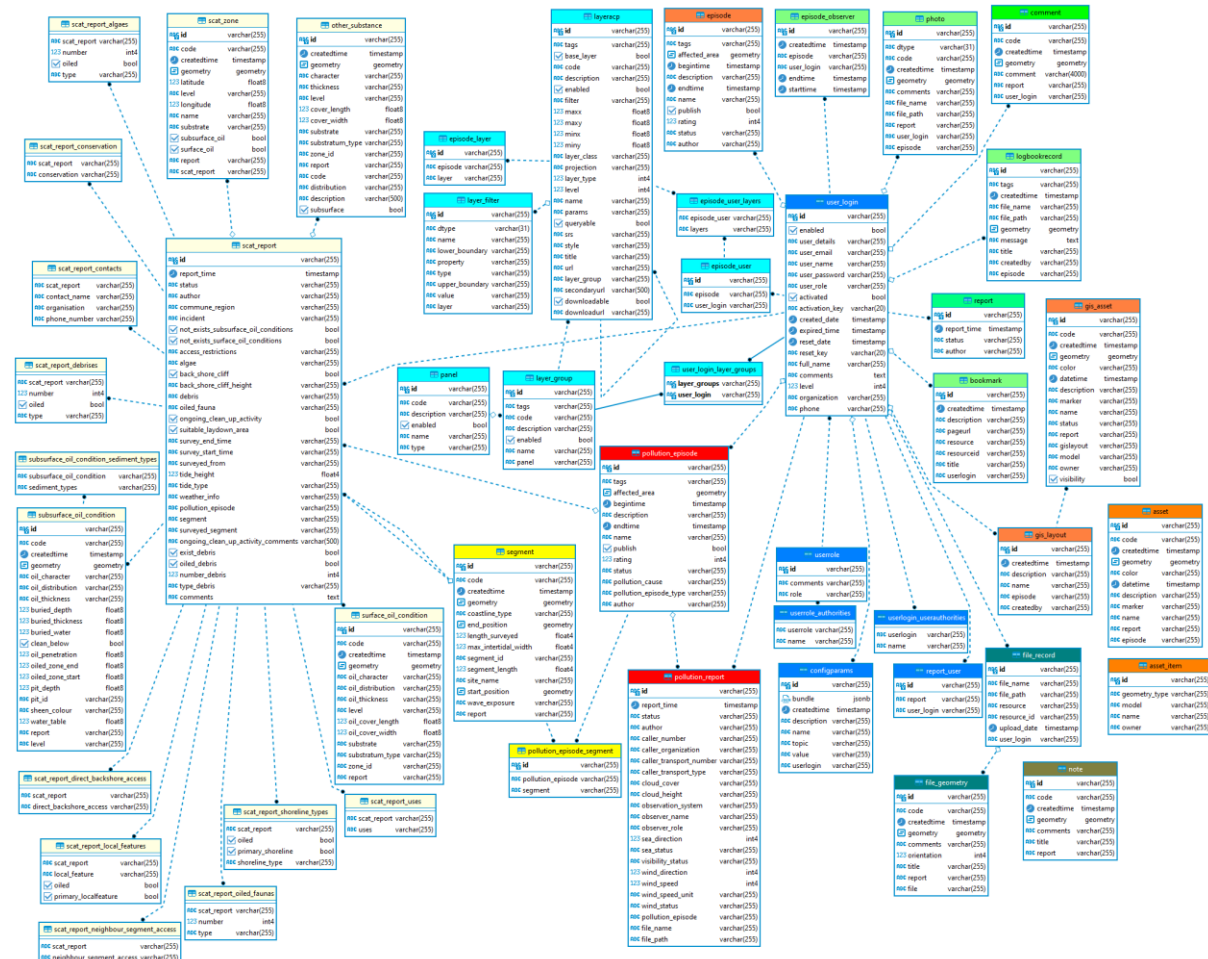 scat_report_algaes
scat_report varchar(255)
number int4
oiled bool
type varchar(255)
scat_zone
id varchar(255)
code varchar(255)
createdtime timestamp
geometry geometry
latitude float8
level varchar(255)
longitude float8
name varchar(255)
substrate varchar(255)
subsurface_oil bool
surface_oil bool
report varchar(255)
scat_report varchar(255)
other_substance
id varchar(255)
createdtime timestamp
geometry geometry
character varchar(255)
thickness varchar(255)
level varchar(255)
cover_length float8
cover_width float8
substrate varchar(255)
substratum_type varchar(255)
zone_id varchar(255)
report varchar(255)
code varchar(255)
distribution varchar(255)
description varchar(500)
subsurface bool
layeracp
id varchar(255)
tags varchar(255)
base_layer bool
code varchar(255)
description varchar(255)
enabled bool
filter varchar(255)
maxx float8
maxy float8
minx float8
miny float8
layer_class varchar(255)
projection varchar(255)
layer_type int4
level int4
name varchar(255)
params varchar(255)
queryable bool
srs varchar(255)
style varchar(255)
title varchar(255)
url varchar(255)
layer_group varchar(255)
secondaryurl varchar(500)
downloadable bool
downloadurl varchar(255)
episode
id varchar(255)
tags varchar(255)
affected_area geometry
begintime timestamp
description varchar(255)
endtime timestamp
name varchar(255)
publish bool
rating int4
status varchar(255)
author varchar(255)
episode_observer
id varchar(255)
createdtime timestamp
episode varchar(255)
user_login varchar(255)
endtime timestamp
starttime timestamp
photo
id varchar(255)
dtype varchar(31)
code varchar(255)
createdtime timestamp
geometry geometry
comments varchar(255)
file_name varchar(255)
file_path varchar(255)
report varchar(255)
user_login varchar(255)
episode varchar(255)
comment
id varchar(255)
code varchar(255)
createdtime timestamp
geometry geometry
comment varchar(4000)
report varchar(255)
user_login varchar(255)
scat_report_conservation
scat_report varchar(255)
conservation varchar(255)
episode_layer
id varchar(255)
episode varchar(255)
layer varchar(255)
layer_filter
id varchar(255)
dtype varchar(31)
name varchar(255)
lower_boundary varchar(255)
property varchar(255)
type varchar(255)
upper_boundary varchar(255)
value varchar(255)
layer varchar(255)
episode_user_layers
episode_user varchar(255)
layers varchar(255)
episode_user
id varchar(255)
episode varchar(255)
user_login varchar(255)
user_login
id varchar(255)
enabled bool
user_details varchar(255)
user_email varchar(255)
user_name varchar(255)
user_password varchar(255)
user_role varchar(255)
activated bool
activation_key varchar(20)
created_date timestamp
expired_time timestamp
reset_date timestamp
reset_key varchar(20)
full_name varchar(255)
comments text
level int4
organization varchar(255)
phone varchar(255)
logbookrecord
id varchar(255)
tags varchar(255)
createdtime timestamp
file_name varchar(255)
file_path varchar(255)
geometry geometry
message text
title varchar(255)
createdby varchar(255)
episode varchar(255)
scat_report
id varchar(255)
report_time timestamp
status varchar(255)
author varchar(255)
commune_region varchar(255)
incident varchar(255)
not_exists_subsurface_oil_conditions bool
not_exists_surface_oil_conditions bool
access_restrictions varchar(255)
algae varchar(255)
back_shore_cliff bool
back_shore_cliff_height varchar(255)
debris varchar(255)
oiled_fauna varchar(255)
ongoing_clean_up_activity bool
suitable_laydown_area bool
survey_end_time varchar(255)
survey_start_time varchar(255)
surveyed_from varchar(255)
tide_height float4
tide_type varchar(255)
weather_info varchar(255)
pollution_episode varchar(255)
segment varchar(255)
surveyed_segment varchar(255)
ongoing_clean_up_activity_comments varchar(500)
exist_debris bool
oiled_debris bool
number_debris int4
type_debris varchar(255)
comments text
scat_report_contacts
scat_report varchar(255)
contact_name varchar(255)
organisation varchar(255)
phone_number varchar(255)
report
id varchar(255)
report_time timestamp
status varchar(255)
author varchar(255)
gis_asset
id varchar(255)
code varchar(255)
createdtime timestamp
geometry geometry
color varchar(255)
datetime timestamp
description varchar(255)
marker varchar(255)
name varchar(255)
status varchar(255)
report varchar(255)
gislayout varchar(255)
model varchar(255)
owner varchar(255)
visibility bool
scat_report_debrises
scat_report varchar(255)
number int4
oiled bool
type varchar(255)
panel
id varchar(255)
code varchar(255)
description varchar(255)
enabled bool
name varchar(255)
type varchar(255)
layer_group
id varchar(255)
tags varchar(255)
code varchar(255)
description varchar(255)
enabled bool
name varchar(255)
panel varchar(255)
user_login_layer_groups
layer_groups varchar(255)
user_login varchar(255)
bookmark
id varchar(255)
createdtime timestamp
description varchar(255)
pageurl varchar(255)
resource varchar(255)
resourceid varchar(255)
title varchar(255)
userlogin varchar(255)
subsurface_oil_condition_sediment_types
subsurface_oil_condition varchar(255)
sediment_types varchar(255)
pollution_episode
id varchar(255)
tags varchar(255)
affected_area geometry
begintime timestamp
description varchar(255)
endtime timestamp
name varchar(255)
publish bool
rating int4
status varchar(255)
pollution_cause varchar(255)
pollution_episode_type varchar(255)
author varchar(255)
subsurface_oil_condition
id varchar(255)
code varchar(255)
createdtime timestamp
geometry geometry
oil_character varchar(255)
oil_distribution varchar(255)
oil_thickness varchar(255)
buried_depth float8
buried_thickness float8
buried_water float8
clean_below bool
oil_penetration float8
oiled_zone_end float8
oiled_zone_start float8
pit_depth float8
pit_id varchar(255)
sheen_colour varchar(255)
water_table float8
report varchar(255)
level varchar(255)
segment
id varchar(255)
code varchar(255)
createdtime timestamp
geometry geometry
coastline_type varchar(255)
end_position geometry
length_surveyed float4
max_intertidal_width float4
segment_id varchar(255)
segment_length float4
site_name varchar(255)
start_position geometry
wave_exposure varchar(255)
report varchar(255)
userrole
id varchar(255)
comments varchar(255)
role varchar(255)
userrole_authorities
userrole varchar(255)
name varchar(255)
userlogin_userauthorities
userlogin varchar(255)
name varchar(255)
gis_layout
id varchar(255)
createdtime timestamp
description varchar(255)
name varchar(255)
episode varchar(255)
createdby varchar(255)
asset
id varchar(255)
code varchar(255)
createdtime timestamp
geometry geometry
color varchar(255)
datetime timestamp
description varchar(255)
marker varchar(255)
name varchar(255)
report varchar(255)
episode varchar(255)
surface_oil_condition
id varchar(255)
code varchar(255)
createdtime timestamp
geometry geometry
oil_character varchar(255)
oil_distribution varchar(255)
oil_thickness varchar(255)
level varchar(255)
oil_cover_length float8
oil_cover_width float8
substrate varchar(255)
substratum_type varchar(255)
zone_id varchar(255)
report varchar(255)
pollution_report
id varchar(255)
report_time timestamp
status varchar(255)
author varchar(255)
caller_number varchar(255)
caller_organization varchar(255)
caller_transport_number varchar(255)
caller_transport_type varchar(255)
cloud_cover varchar(255)
cloud_height varchar(255)
observation_system varchar(255)
observer_name varchar(255)
observer_role varchar(255)
sea_direction int4
sea_status varchar(255)
visibility_status varchar(255)
wind_direction int4
wind_speed int4
wind_speed_unit varchar(255)
wind_status varchar(255)
pollution_episode varchar(255)
file_name varchar(255)
file_path varchar(255)
configparams
id varchar(255)
bundle jsonb
createdtime timestamp
description varchar(255)
name varchar(255)
topic varchar(255)
value varchar(255)
userlogin varchar(255)
report_user
id varchar(255)
report varchar(255)
user_login varchar(255)
file_record
id varchar(255)
file_name varchar(255)
file_path varchar(255)
resource varchar(255)
resource_id varchar(255)
upload_date timestamp
user_login varchar(255)
asset_item
id varchar(255)
geometry_type varchar(255)
model varchar(255)
name varchar(255)
owner varchar(255)
pollution_episode_segment
id varchar(255)
pollution_episode varchar(255)
segment varchar(255)
scat_report_direct_backshore_access
scat_report varchar(255)
direct_backshore_access varchar(255)
file_geometry
id varchar(255)
code varchar(255)
createdtime timestamp
geometry geometry
comments varchar(255)
orientation int4
title varchar(255)
report varchar(255)
file varchar(255)
note
id varchar(255)
code varchar(255)
createdtime timestamp
geometry geometry
comments varchar(255)
title varchar(255)
report varchar(255)
scat_report_shoreline_types
scat_report varchar(255)
oiled bool
primary_shoreline bool
shoreline_type varchar(255)
scat_report_uses
scat_report varchar(255)
uses varchar(255)
scat_report_local_features
scat_report varchar(255)
local_feature varchar(255)
oiled bool
primary_localfeature bool
scat_report_oiled_faunas
scat_report varchar(255)
number int4
type varchar(255)
scat_report_neighbour_segment_access
scat_report varchar(255)
neighbour_segment_access varchar(255)